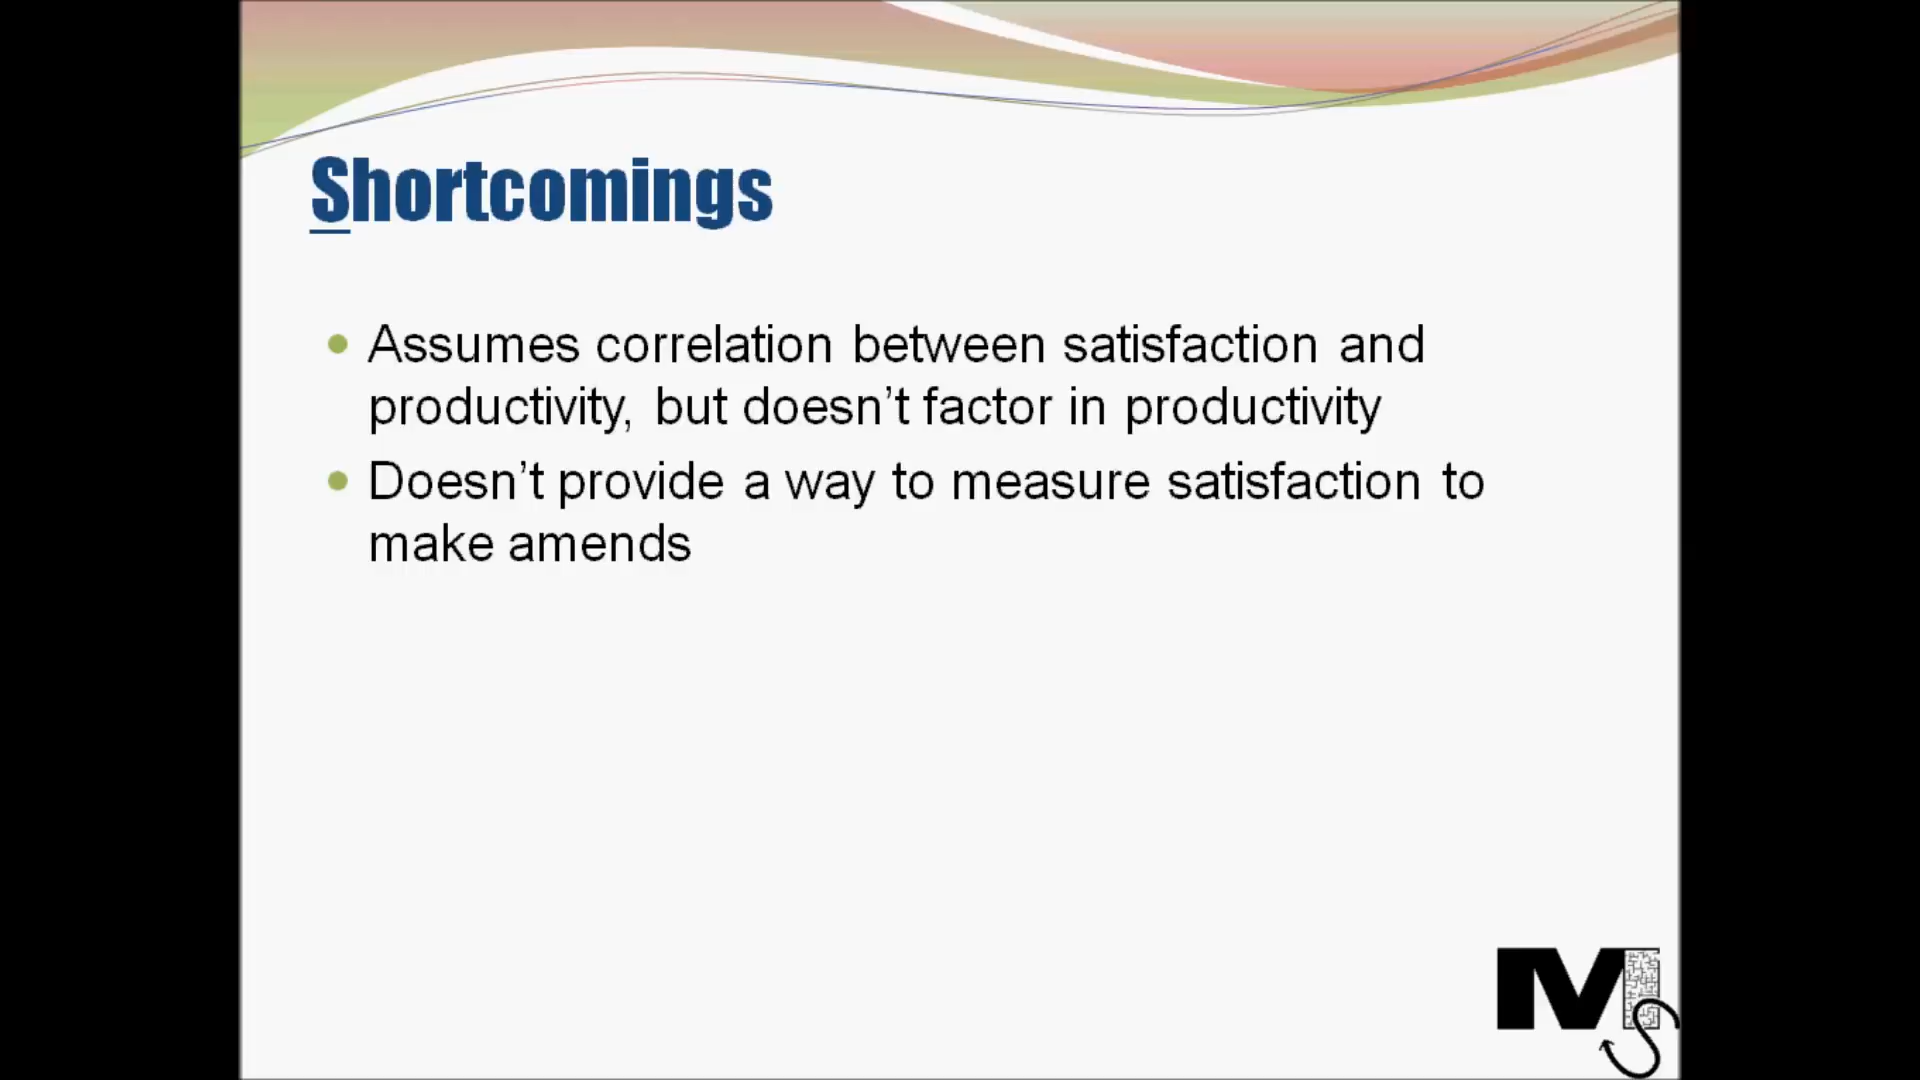 Shortcomings
• Assumes correlation between satisfaction and
productivity, but doesn’t factor in productivity
• Doesn’t provide a way to measure satisfaction to
make amends
MS